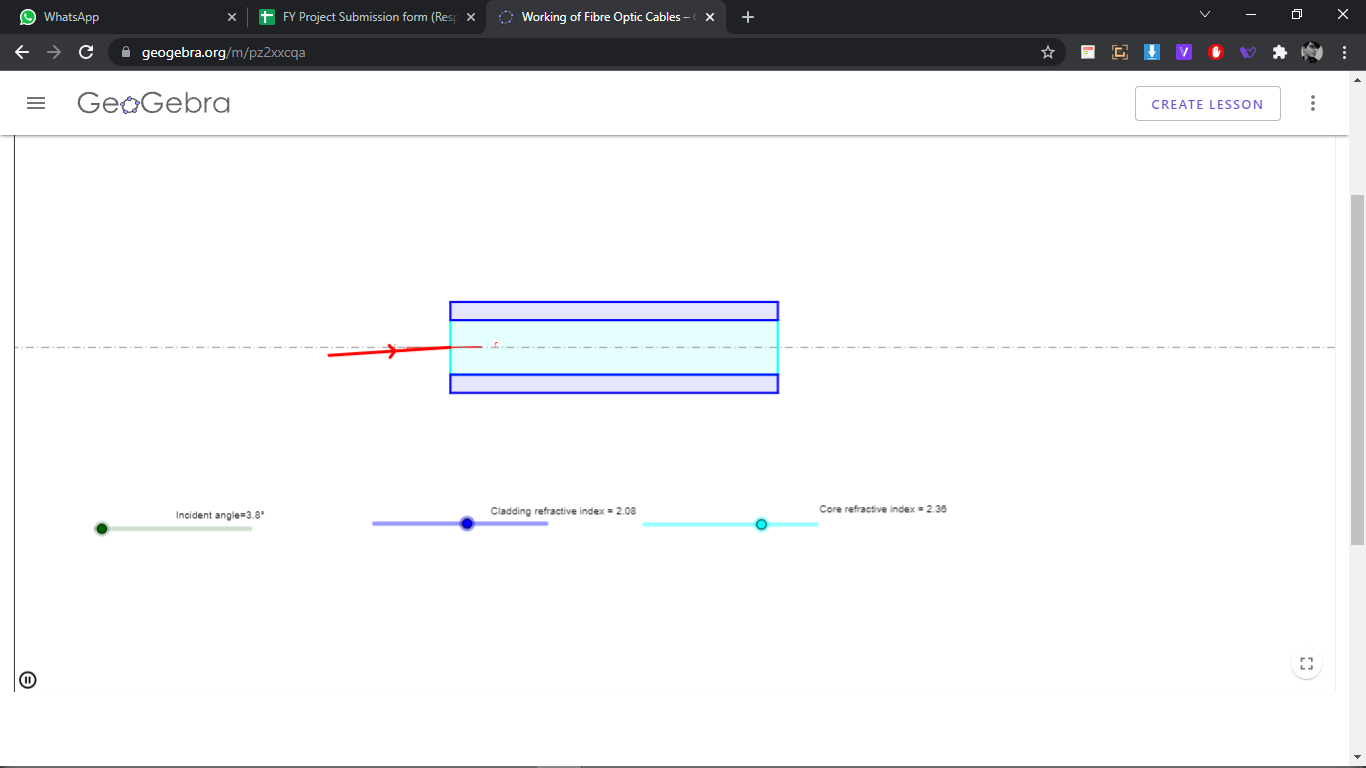 WhatsApp
FY Project Submission form (Resp
Working of Fibre Optic Cables –
geogebra.org/m/pz2xxcqa
GeoGebra
CREATE LESSON
r
Incident angle=3.8°
Cladding refractive index = 2.08
Core refractive index = 2.36